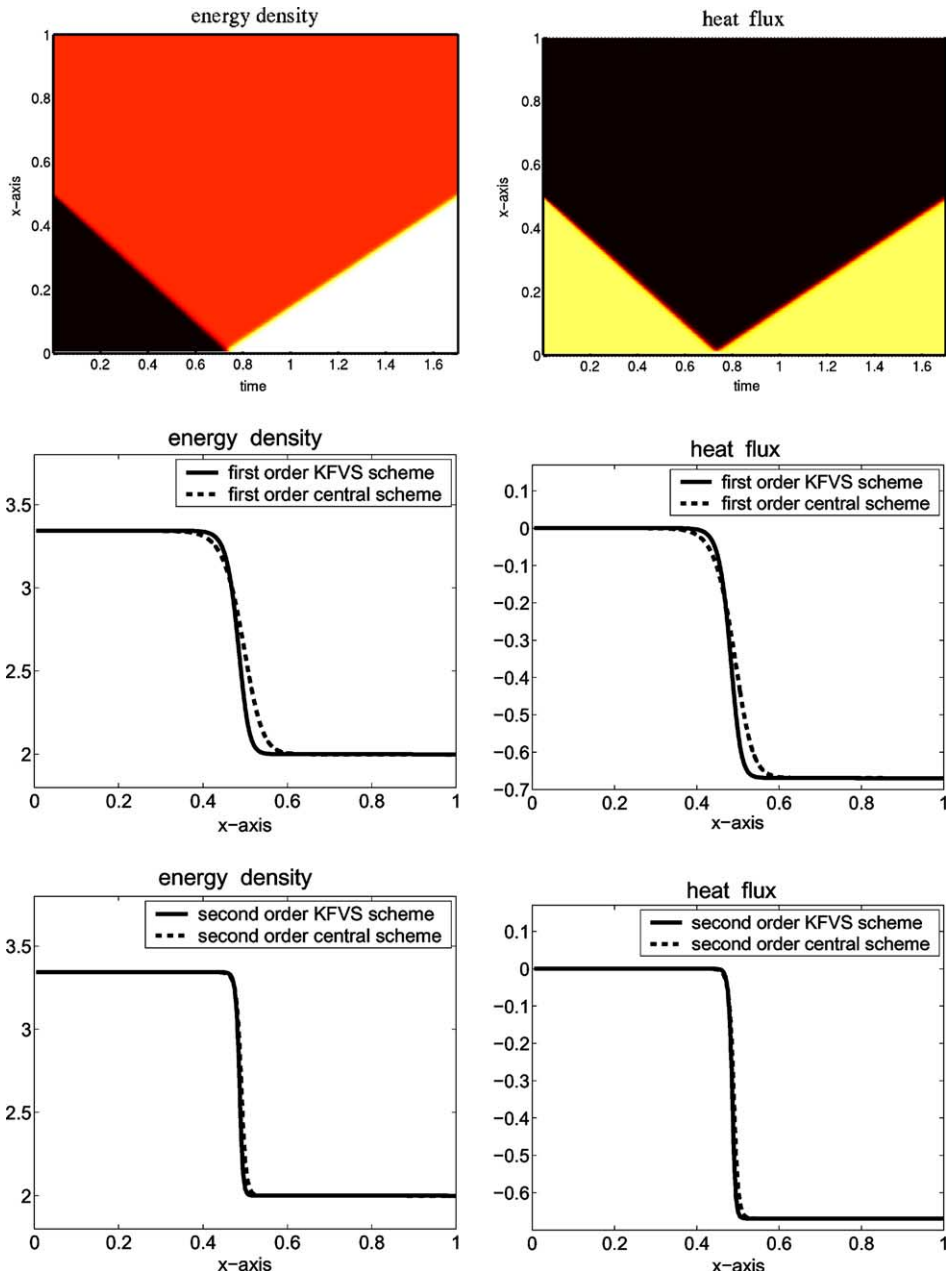 energy density
1
0.8
0.6
0.4
0.2
0
x-axis
0.2 0.4 0.6 0.8 1 1.2 1.4 1.6
time
heat flux
1
0.8
0.6
0.4
0.2
0
x-axis
0.2 0.4 0.6 0.8 1 1.2 1.4 1.6
time
energy density
first order KFVS scheme
first order central scheme
3.5
3
2.5
2
0 0.2 0.4 0.6 0.8 1
x-axis
heat flux
first order KFVS scheme
first order central scheme
0.1
0
-0.1
-0.2
-0.3
-0.4
-0.5
-0.6
-0.7
0 0.2 0.4 0.6 0.8 1
x-axis
energy density
second order KFVS scheme
second order central scheme
3.5
3
2.5
2
0 0.2 0.4 0.6 0.8 1
x-axis
heat flux
second order KFVS scheme
second order central scheme
0.1
0
-0.1
-0.2
-0.3
-0.4
-0.5
-0.6
0 0.2 0.4 0.6 0.8 1
x-axis